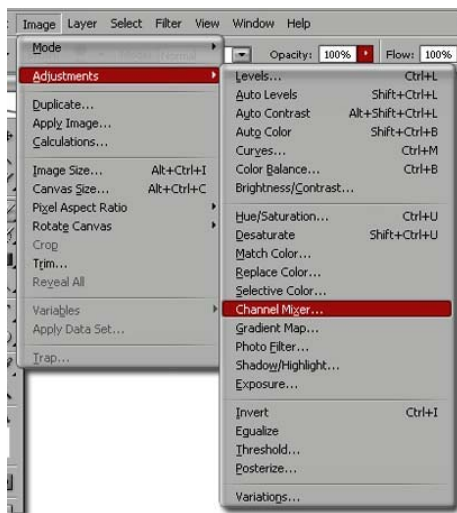 Image Layer Select Filter View Window Help
Opacity: 100% Flow: 100%
Mode
Adjustments
Duplicate...
Apply Image...
Calculations...
Image Size... Alt+Ctrl+I
Canvas Size... Alt+Ctrl+C
Pixel Aspect Ratio
Rotate Canvas
Crop
Trim...
Reveal All
Variables
Apply Data Set...
Trap...
Levels... Ctrl+L
Auto Levels Shift+Ctrl+L
Auto Contrast Alt+Shift+Ctrl+L
Auto Color Shift+Ctrl+B
Curves... Ctrl+M
Color Balance... Ctrl+B
Brightness/Contrast...
Hue/Saturation... Ctrl+U
Desaturate Shift+Ctrl+U
Match Color...
Replace Color...
Selective Color...
Channel Mixer...
Gradient Map...
Photo Filter...
Shadow/Highlight...
Exposure...
Invert Ctrl+I
Equalize
Threshold...
Posterize...
Variations...